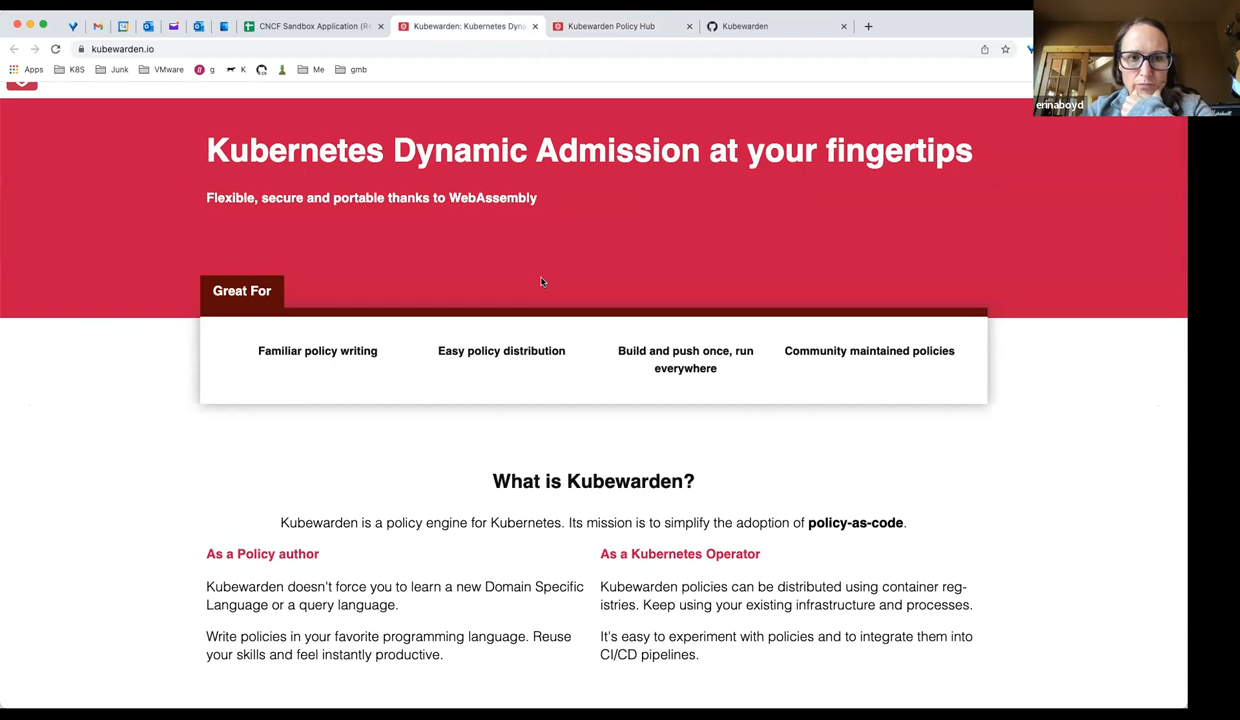 CNCF Sandbox Application (Re
Kubewarden: Kubernetes Dyna
Kubewarden Policy Hub
Kubewarden
kubewarden.io
Apps
K8S
Junk
VMware
g
K
Me
gmb
erinaboyd
Kubernetes Dynamic Admission at your fingertips
Flexible, secure and portable thanks to WebAssembly
Great For
Familiar policy writing
Easy policy distribution
Build and push once, run
everywhere
Community maintained policies
What is Kubewarden?
Kubewarden is a policy engine for Kubernetes. Its mission is to simplify the adoption of policy-as-code.
As a Policy author
Kubewarden doesn't force you to learn a new Domain Specific
Language or a query language.
Write policies in your favorite programming language. Reuse
your skills and feel instantly productive.
As a Kubernetes Operator
Kubewarden policies can be distributed using container reg-
istries. Keep using your existing infrastructure and processes.
It's easy to experiment with policies and to integrate them into
CI/CD pipelines.